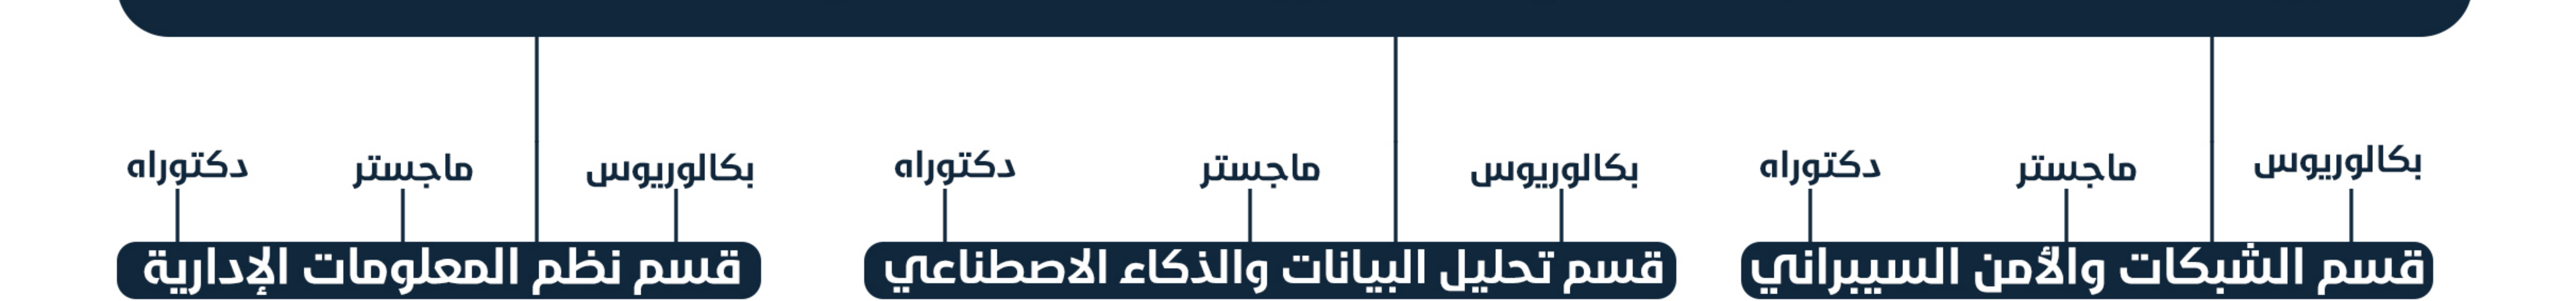 بكالوريوس
ماجستر
دكتوراه
قسم الشبكات والأمن السيبراني
بكالوريوس
ماجستر
دكتوراه
قسم تحليل البيانات والذكاء الاصطناعي
بكالوريوس
ماجستر
دكتوراه
قسم نظم المعلومات الإدارية